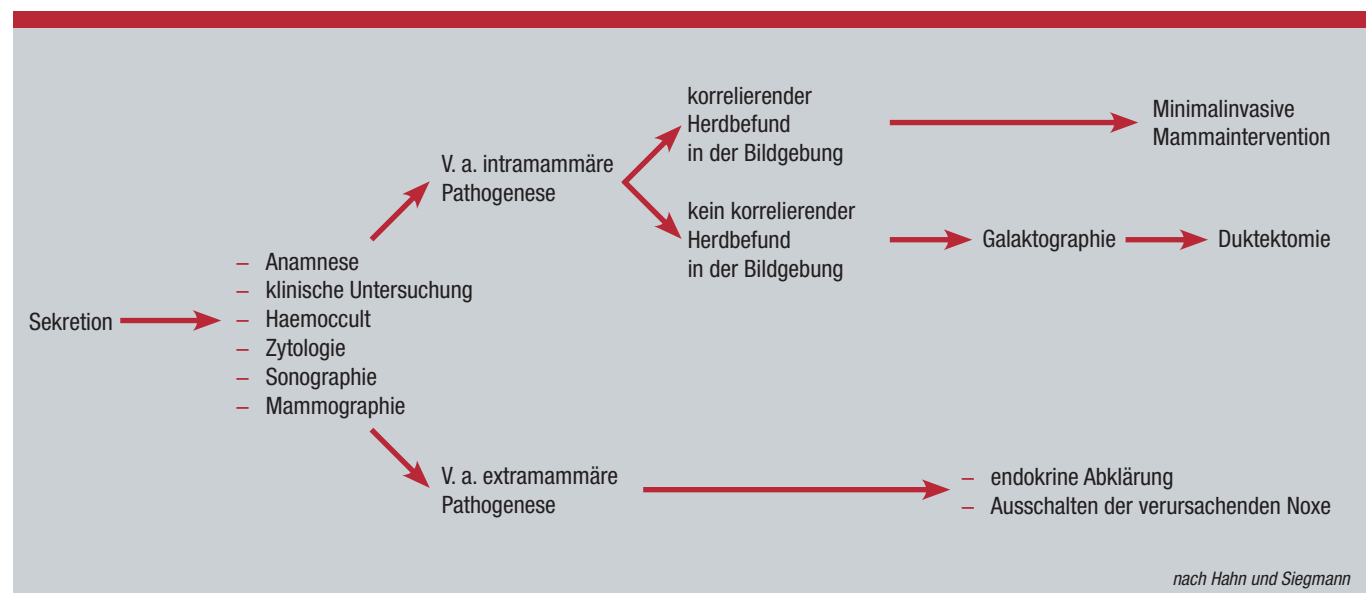 Sekretion
– Anamnese
– klinische Untersuchung
– Haemoccult
– Zytologie
– Sonographie
– Mammographie
V. a. intramammäre
Pathogenese
korrelierender
Herdbefund
in der Bildgebung
Minimalinvasive
Mammaintervention
kein korrelierender
Herdbefund
in der Bildgebung
Galaktographie
Duktektomie
V. a. extramammäre
Pathogenese
– endokrine Abklärung
– Ausschalten der verursachenden Noxe
nach Hahn und Siegmann